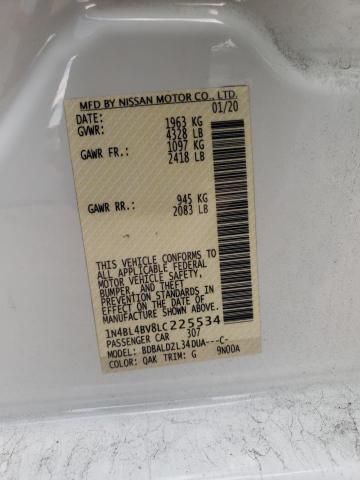 MFD BY NISSAN MOTOR CO., LTD.
DATE: 01/20
GVWR: 1963 KG
4328 LB
GAWR FR.: 1097 KG
2418 LB
GAWR RR.: 945 KG
2083 LB
THIS VEHICLE CONFORMS TO
ALL APPLICABLE FEDERAL
MOTOR VEHICLE SAFETY,
BUMPER, AND THEFT
PREVENTION STANDARDS IN
EFFECT ON THE DATE OF
MANUFACTURE SHOWN ABOVE.
1N4BL4BV8LC225534
PASSENGER CAR 307
MODEL: BDBALDZL34DUA---C-
COLOR: QAK TRIM: G 9N00A